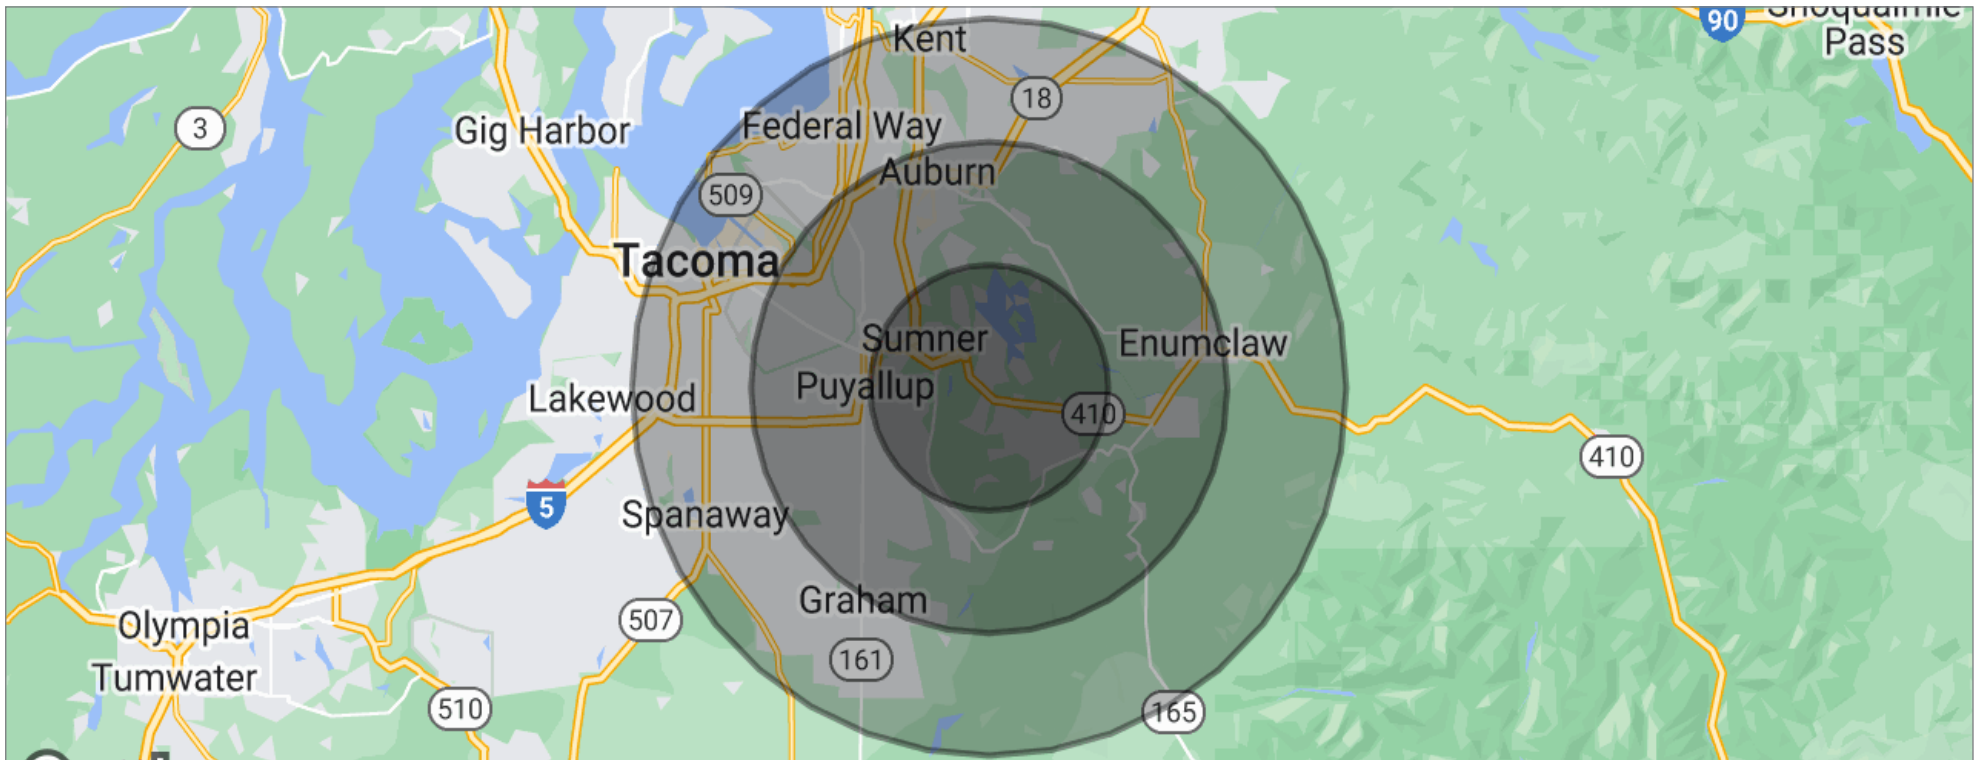 Kent
90
Snoqualmie
Pass
18
3
Gig Harbor
Federal Way
Auburn
509
Tacoma
Sumner
Enumclaw
Puyallup
Lakewood
410
410
5
Spanaway
Graham
507
Olympia
161
Tumwater
510
165